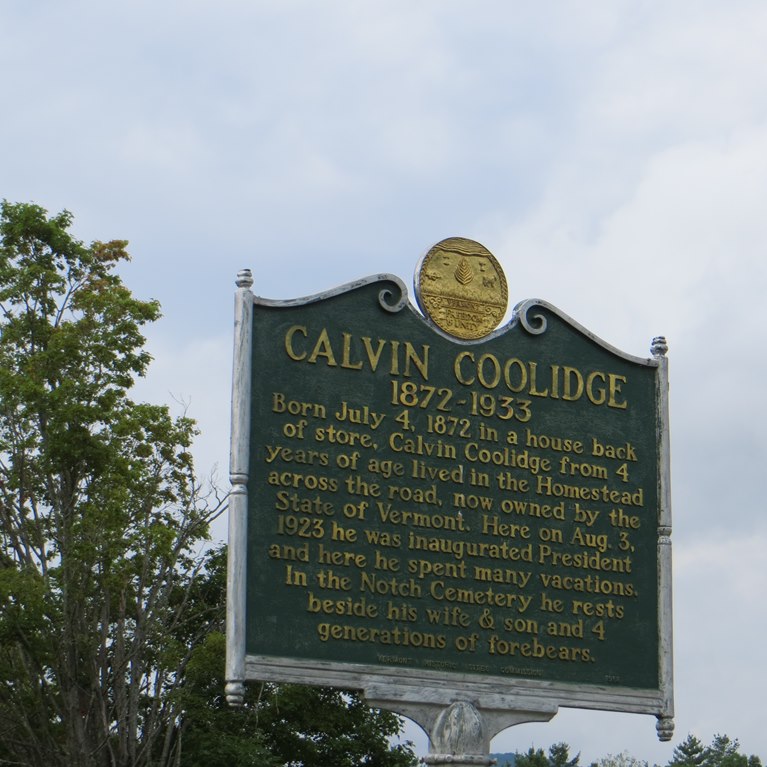 CALVIN COOLIDGE
1872-1933
Born July 4, 1872 in a house back
of store, Calvin Coolidge from 4
years of age lived in the Homestead
across the road, now owned by the
State of Vermont. Here on Aug. 3,
1923 he was inaugurated President
and here he spent many vacations.
In the Notch Cemetery he rests
beside his wife & son and 4
generations of forebears.
VERMONT HISTORIC COMMISSION